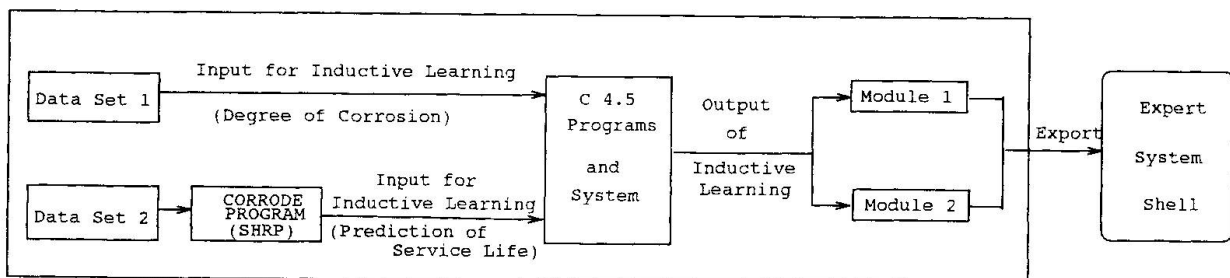 Input for Inductive Learning
Data Set 1
(Degree of Corrosion)
Data Set 2
CORRODE
PROGRAM
(SHRP)
Input for
Inductive Learning
(Prediction of
Service Life)
C 4.5
Programs
and
System
Output
of
Inductive
Learning
Module 1
Module 2
Export
Expert
System
Shell